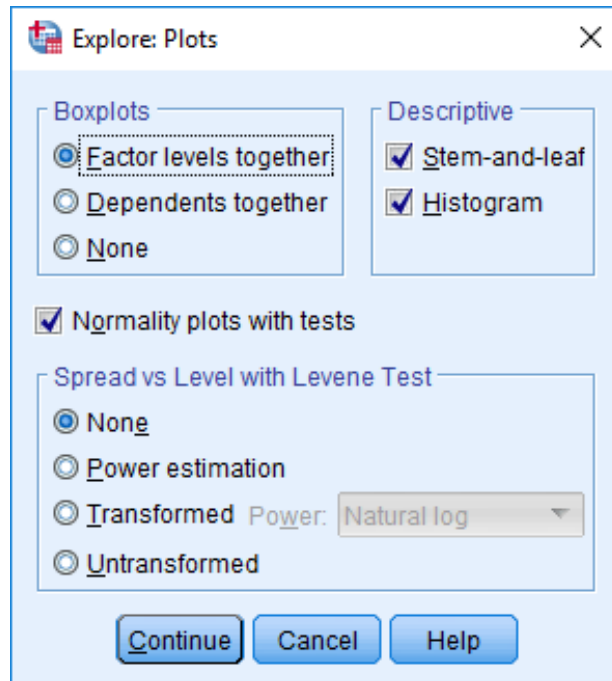 Explore: Plots
Boxplots
Factor levels together
Dependents together
None
Descriptive
Stem-and-leaf
Histogram
Normality plots with tests
Spread vs Level with Levene Test
None
Power estimation
Transformed Power: Natural log
Untransformed
Continue Cancel Help